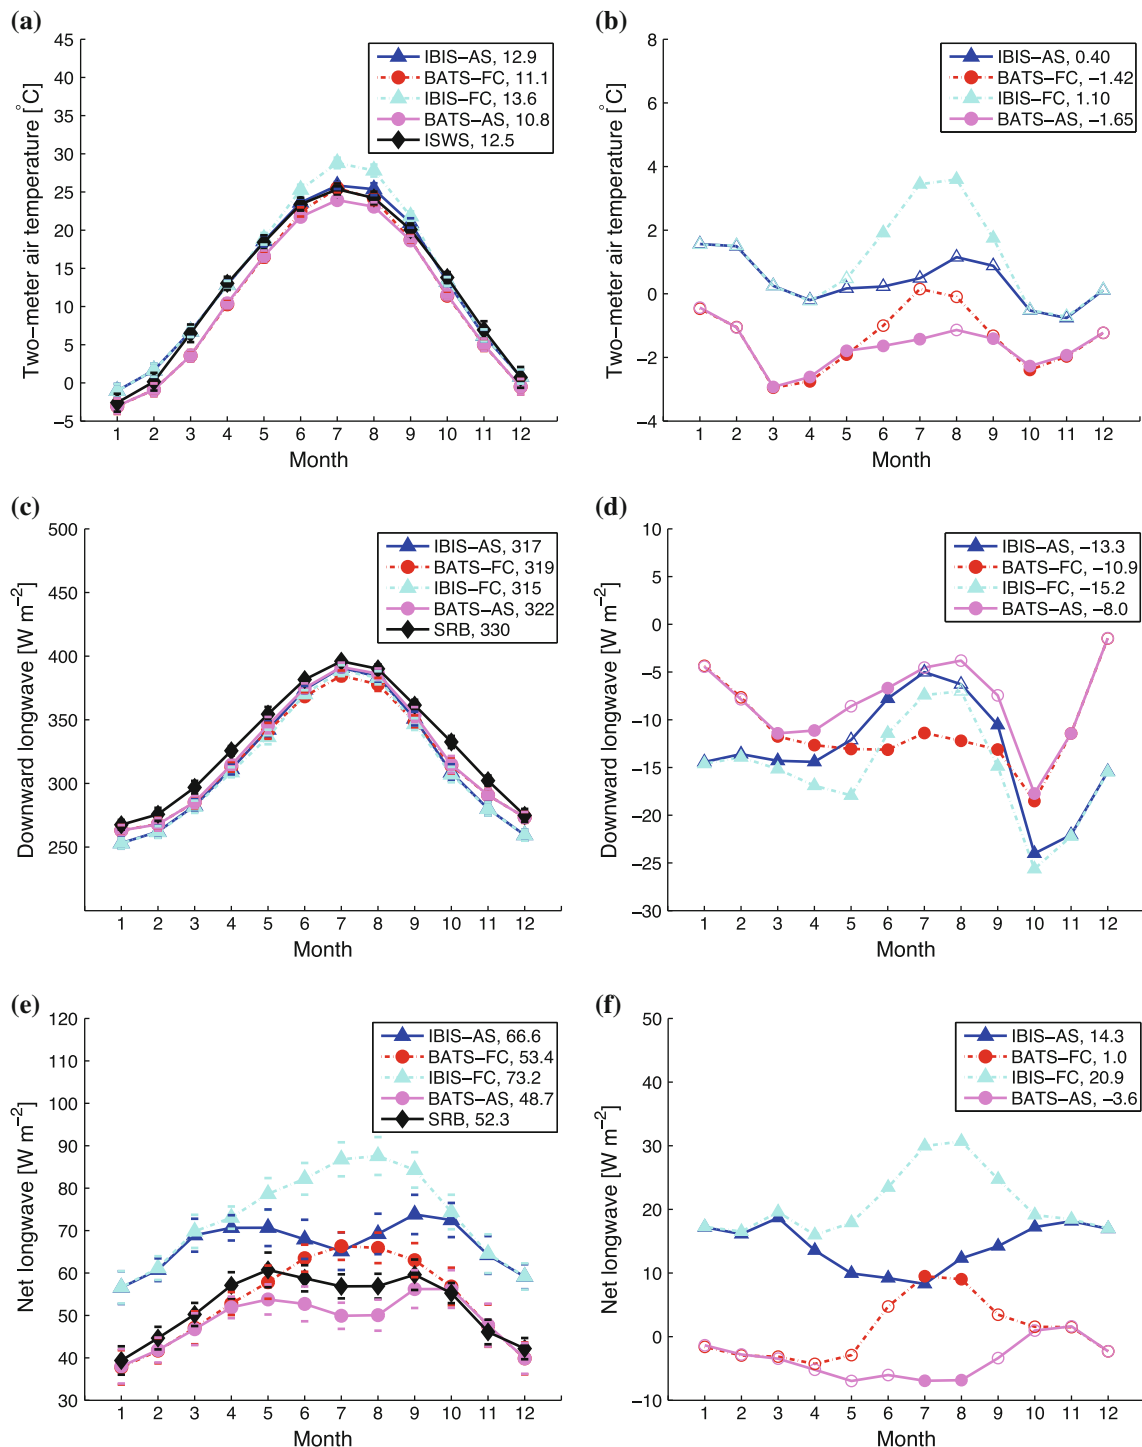 (a)
45
40
35
30
25
20
15
10
5
0
−5
Two−meter air temperature [°C]
IBIS−AS, 12.9
BATS−FC, 11.1
IBIS−FC, 13.6
BATS−AS, 10.8
ISWS, 12.5
1 2 3 4 5 6 7 8 9 10 11 12
Month
(b)
8
6
4
2
0
−2
−4
Two−meter air temperature [°C]
IBIS−AS, 0.40
BATS−FC, −1.42
IBIS−FC, 1.10
BATS−AS, −1.65
1 2 3 4 5 6 7 8 9 10 11 12
Month
(c)
500
450
400
350
300
250
Downward longwave [W m−2]
IBIS−AS, 317
BATS−FC, 319
IBIS−FC, 315
BATS−AS, 322
SRB, 330
1 2 3 4 5 6 7 8 9 10 11 12
Month
(d)
10
5
0
−5
−10
−15
−20
−25
−30
Downward longwave [W m−2]
IBIS−AS, −13.3
BATS−FC, −10.9
IBIS−FC, −15.2
BATS−AS, −8.0
1 2 3 4 5 6 7 8 9 10 11 12
Month
(e)
120
110
100
90
80
70
60
50
40
30
Net longwave [W m−2]
IBIS−AS, 66.6
BATS−FC, 53.4
IBIS−FC, 73.2
BATS−AS, 48.7
SRB, 52.3
1 2 3 4 5 6 7 8 9 10 11 12
Month
(f)
50
40
30
20
10
0
−10
Net longwave [W m−2]
IBIS−AS, 14.3
BATS−FC, 1.0
IBIS−FC, 20.9
BATS−AS, −3.6
1 2 3 4 5 6 7 8 9 10 11 12
Month